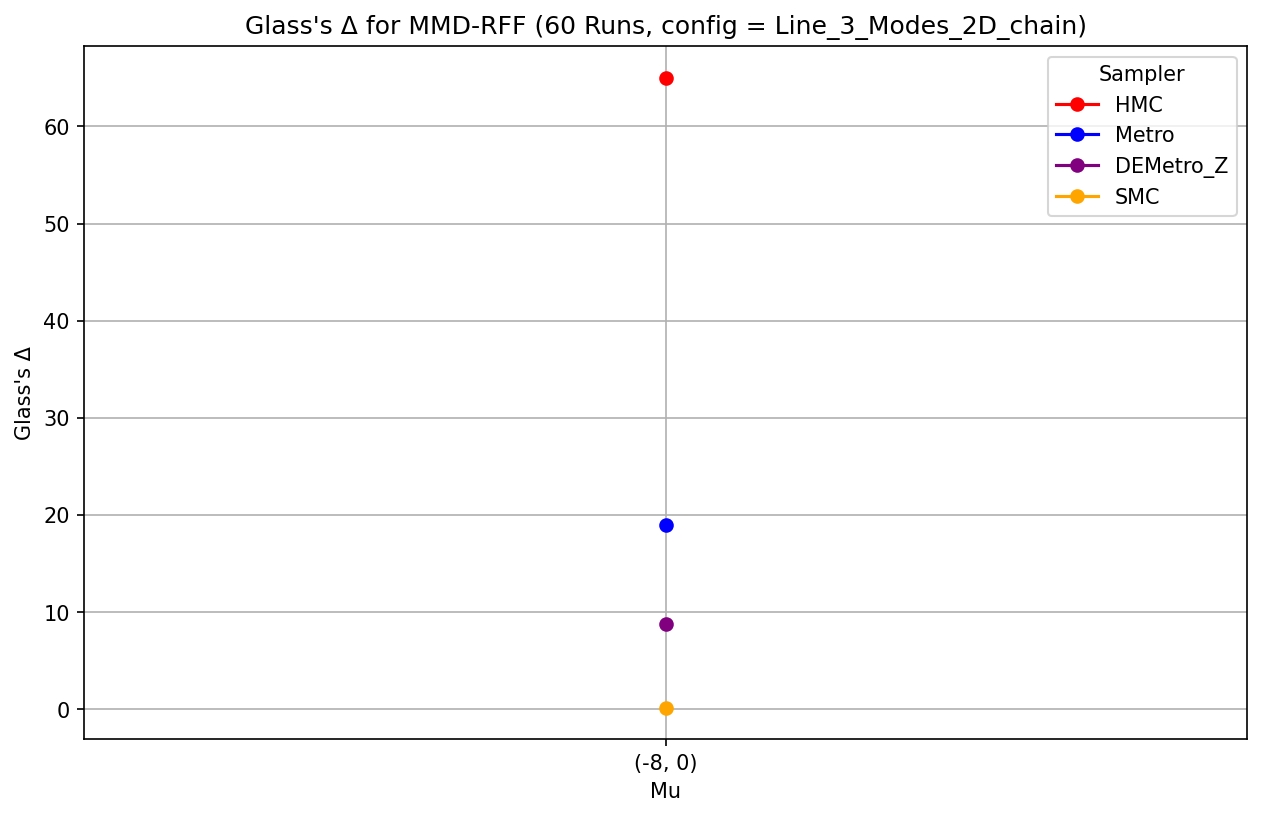 Glass's Δ for MMD-RFF (60 Runs, config = Line_3_Modes_2D_chain)
Sampler
HMC
Metro
DEMetro_Z
SMC
Glass's Δ
60
50
40
30
20
10
0
(-8, 0)
Mu